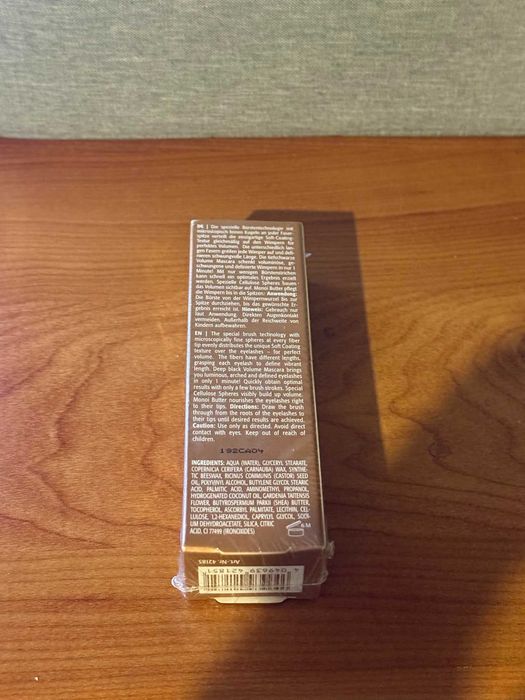 DE | Die spezielle Bürstentechnologie mit
mikroskopisch feinen Kugeln an jeder Faser-
spitze verteilt die einzigartige Soft-Coating-
Textur gleichmäßig auf den Wimpern für
perfektes Volumen. Die unterschiedlich lan-
gen Fasern greifen jede Wimper auf und defi-
nieren schwungvolle Länge. Die tiefschwarze
Volume Mascara schenkt voluminöse, ge-
schwungene und definierte Wimpern in nur 1
Minute! Mit nur wenigen Bürstenstrichen
kann schnell ein optimales Ergebnis erzielt
werden. Spezielle Cellulose Spheres bauen
das Volumen sichtbar auf. Monoi Butter pflegt
die Wimpern bis in die Spitzen. Anwendung:
Die Bürste von der Wimpernwurzel bis zur
Spitze durchziehen, bis das gewünschte Er-
gebnis erreicht ist. Hinweis: Gebrauch nur
laut Anwendung. Direkten Augenkontakt
vermeiden. Außerhalb der Reichweite von
Kindern aufbewahren.
EN | The special brush technology with
microscopically fine spheres at every fiber
tip evenly distributes the unique Soft Coating
texture over the eyelashes – for perfect
volume. The fibers have different lengths,
grasping each eyelash to define vibrant
length. Deep black Volume Mascara brings
you luminous, arched and defined eyelashes
in only 1 minute! Quickly obtain optimal
results with only a few brush strokes. Special
Cellulose Spheres visibly build up volume.
Monoi Butter nourishes the eyelashes right
to their tips. Directions: Draw the brush
through from the roots of the eyelashes to
their tips until desired results are achieved.
Caution: Use only as directed. Avoid direct
contact with eyes. Keep out of reach of
children.
192CA04
INGREDIENTS: AQUA (WATER), GLYCERYL STEARATE,
COPERNICIA CERIFERA (CARNAUBA) WAX, SYNTHE-
TIC BEESWAX, RICINUS COMMUNIS (CASTOR) SEED
OIL, POLYVINYL ALCOHOL, BUTYLENE GLYCOL STEARIC
ACID, PALMITIC ACID, AMINOMETHYL PROPANOL,
HYDROGENATED COCONUT OIL, GARDENIA TAITENSIS
FLOWER, BUTYROSPERMUM PARKII (SHEA) BUTTER,
TOCOPHEROL, ASCORBYL PALMITATE, LECITHIN, CEL-
LULOSE, 1,2-HEXANEDIOL, CAPRYLYL GLYCOL, SODI-
UM DEHYDROACETATE, SILICA, CITRIC
ACID, CI 77499 (IRONOXIDES)
6 M
Art-Nr. 42185
4 049639 421851